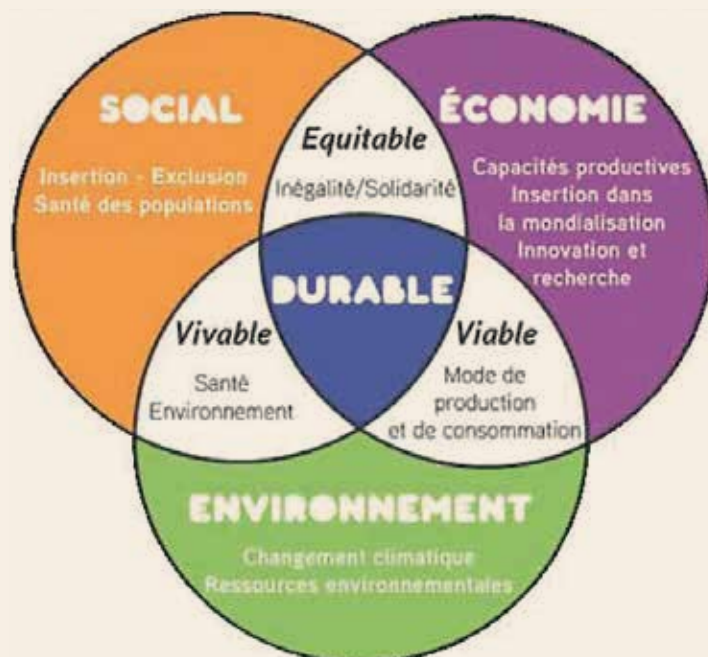 SOCIAL
Insertion - Exclusion
Santé des populations
Equitable
Inégalité/Solidarité
ÉCONOMIE
Capacités productives
Insertion dans
la mondialisation
Innovation et
recherche
DURABLE
Vivable
Santé
Environnement
Viable
Mode de
production
et de consommation
ENVIRONNEMENT
Changement climatique
Ressources environnementales